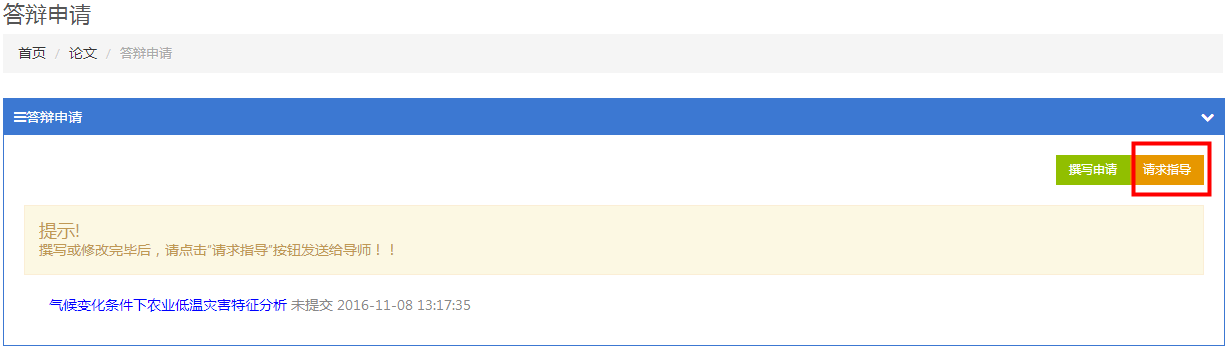 答辩申请
首页 / 论文 / 答辩申请
答辩申请
撰写申请 请求指导
提示!
撰写或修改完毕后，请点击"请求指导"按钮发送给导师！！
气候变化条件下农业低温灾害特征分析 未提交 2016-11-08 13:17:35